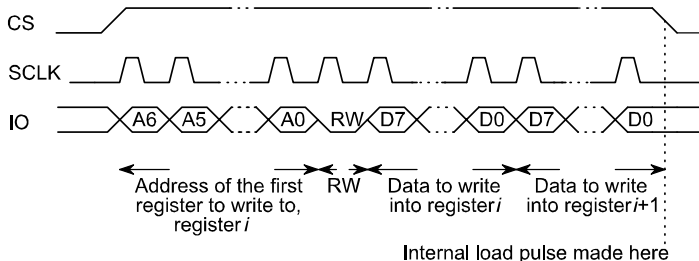 CS
SCLK
IO
A6 A5 A0 RW D7 D0 D7 D0
Address of the first
register to write to,
register i
RW
Data to write
into register i
Data to write
into register i+1
Internal load pulse made here